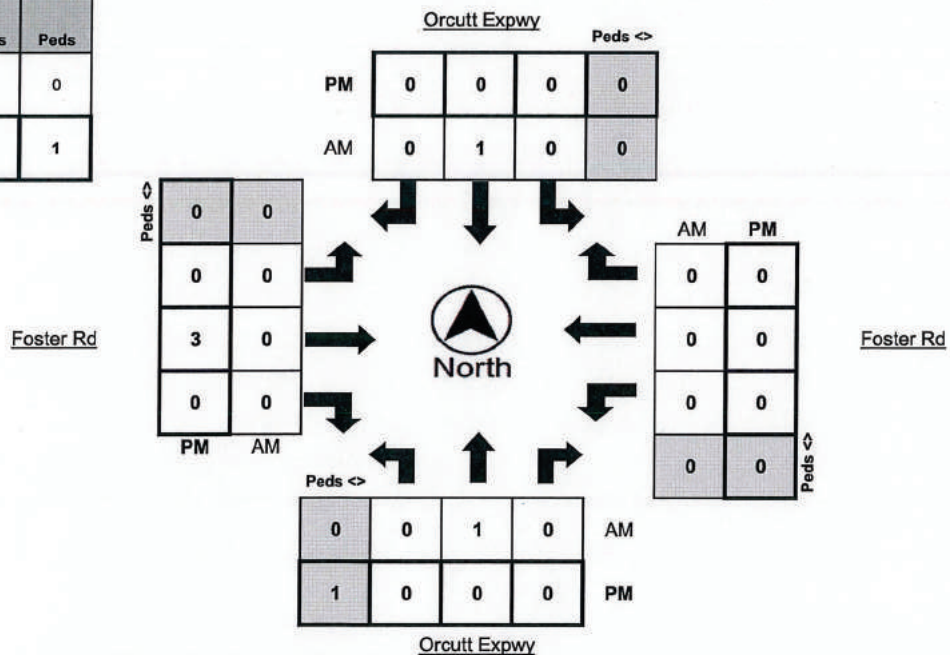 Orcutt Expwy
Peds <>
s Peds
0
1
PM 0 0 0 0
AM 0 1 0 0
Peds <>
0 0
0 0
3 0
0 0
PM AM
Foster Rd
North
AM PM
0 0
0 0
0 0
0 0
Peds <>
Foster Rd
Peds <>
0 0 1 0 AM
1 0 0 0 PM
Orcutt Expwy